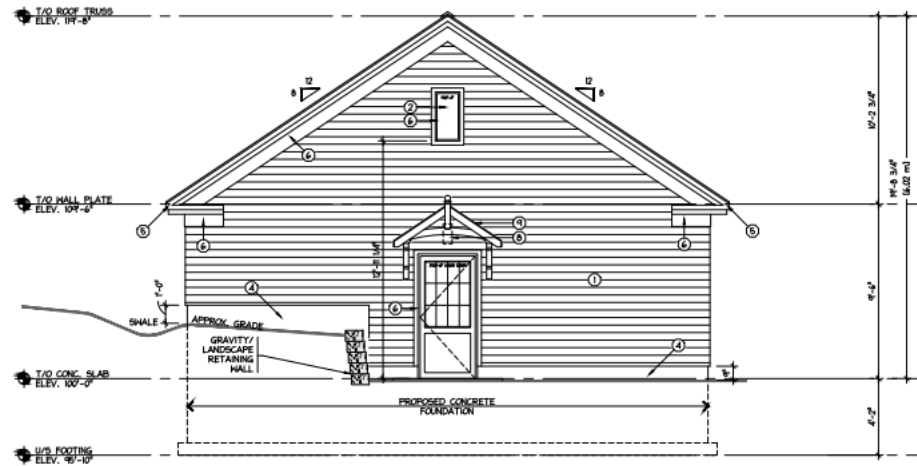 T/O ROOF TRUSS
ELEV. 119'-8"
12
8
12
8
2
6
6
10'-2 3/4"
19'-8 3/4"
(6.02 m)
T/O WALL PLATE
ELEV. 109'-6"
5
6
9
8
6
5
12'-11 1/4"
1
9'-6"
1'-0"
4
6
SWALE
APPROX. GRADE
GRAVITY/
LANDSCAPE
RETAINING
WALL
4
8"
T/O CONC. SLAB
ELEV. 100'-0"
PROPOSED CONCRETE
FOUNDATION
4'-2"
U/S FOOTING
ELEV. 95'-10"